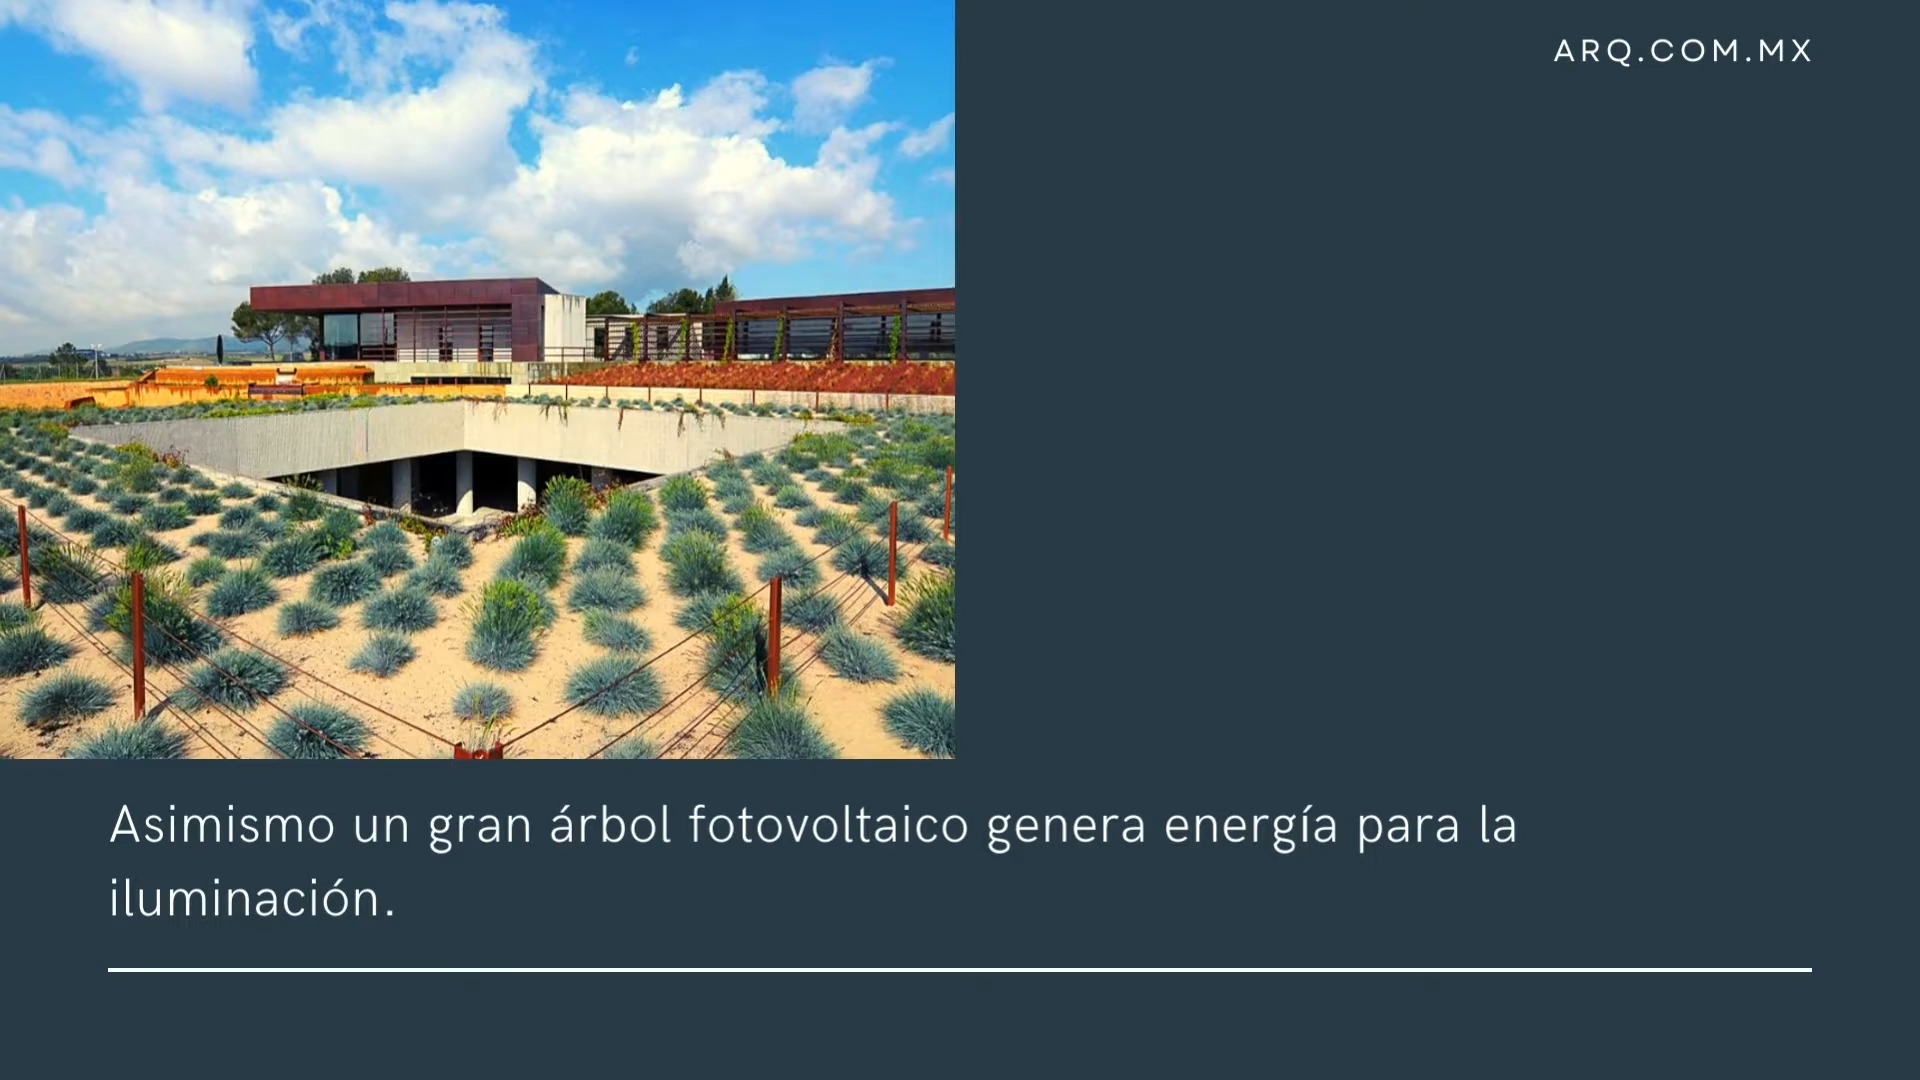 ARQ.COM.MX
Asimismo un gran árbol fotovoltaico genera energía para la
iluminación.